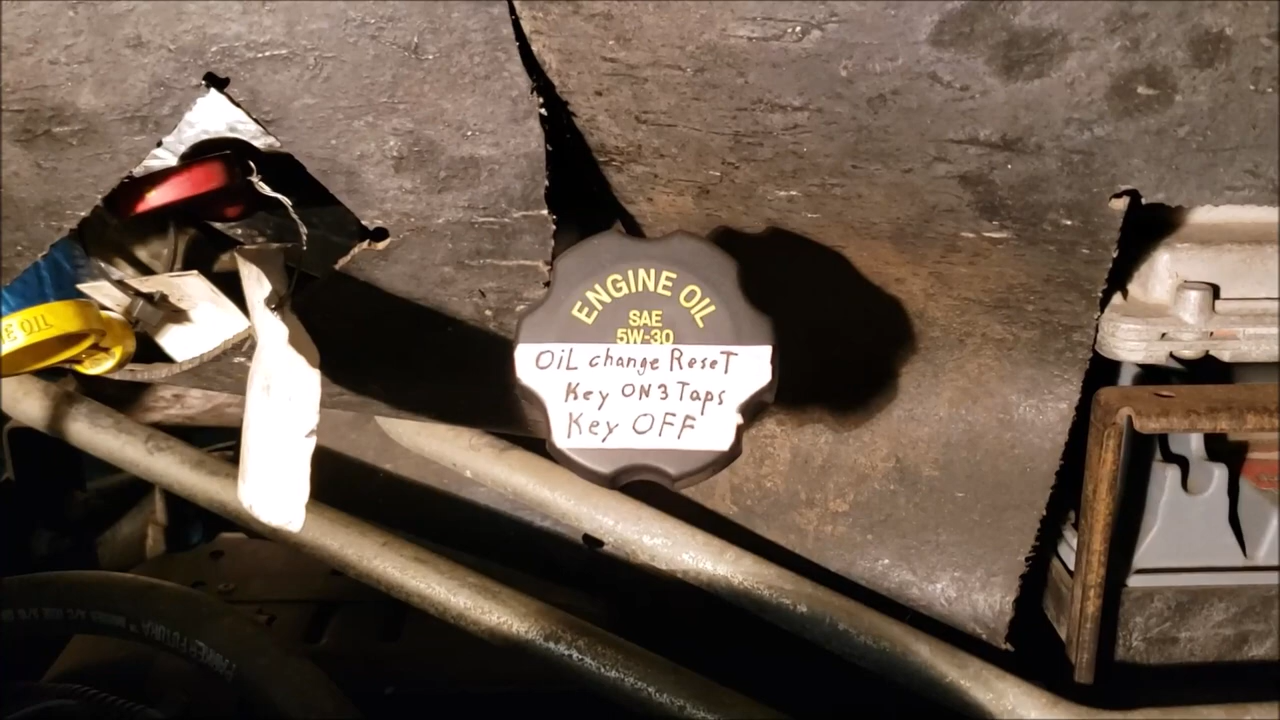 ENGINE OIL
SAE
5W-30
OiL change ReseT
Key ON 3 Taps
Key OFF